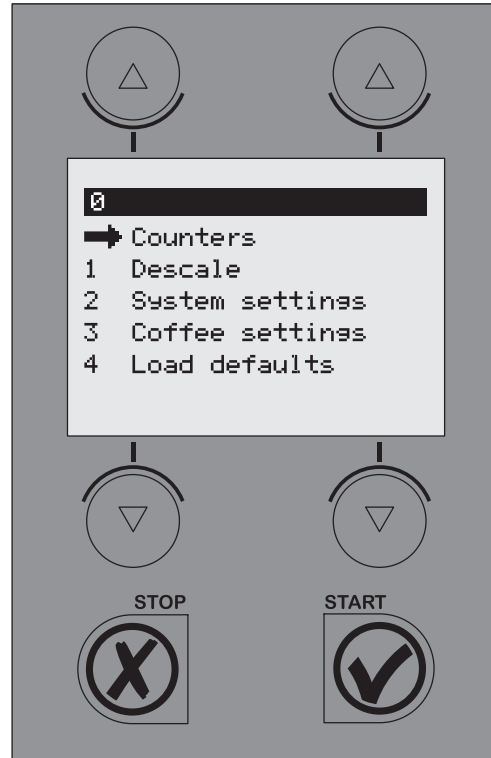 0
Counters
1 Descale
2 System settings
3 Coffee settings
4 Load defaults
STOP START